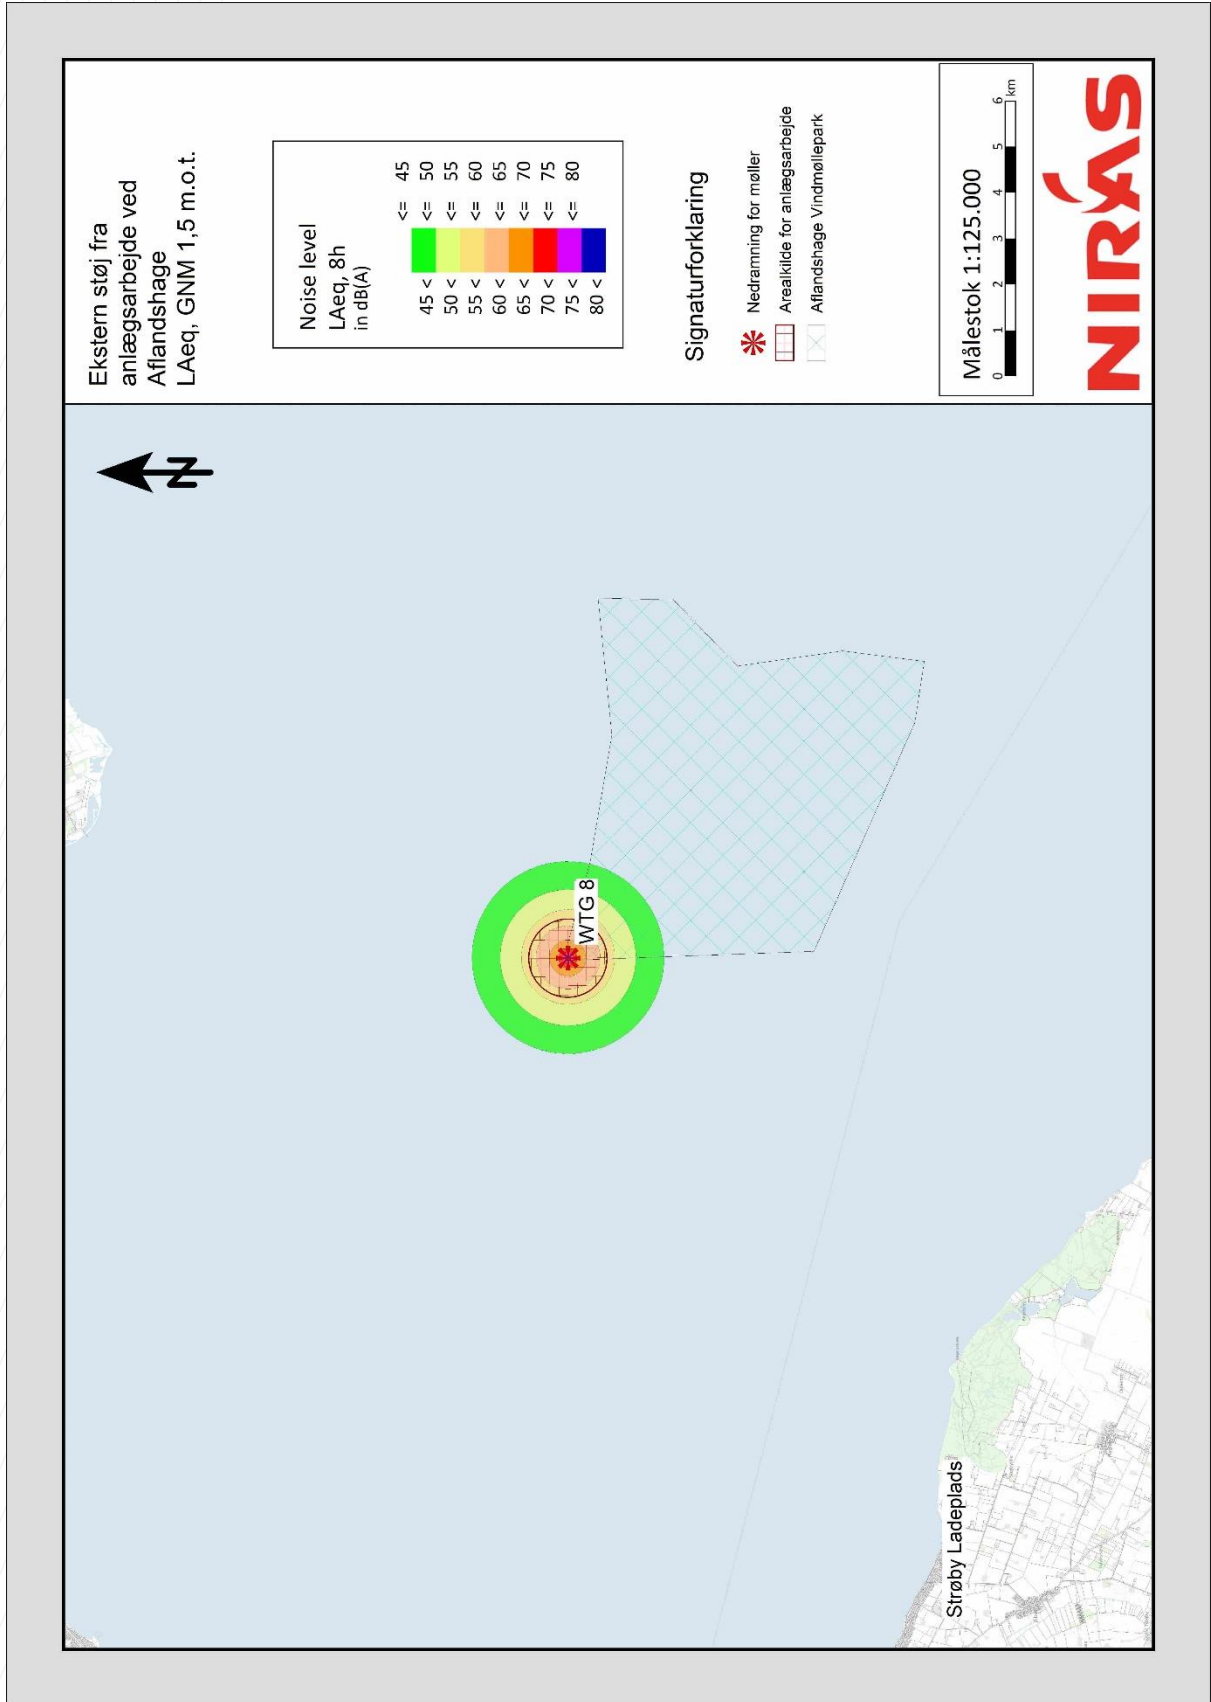 Ekstern støj fra
anlægsarbejde ved
Aflandshage
LAeq, GNM 1,5 m.o.t.
Noise level
LAeq, 8h
in dB(A)
<= 45
45 < <= 50
50 < <= 55
55 < <= 60
60 < <= 65
65 < <= 70
70 < <= 75
75 < <= 80
80 <
Signaturforklaring
Nedramning for møller
Arealkilde for anlægsarbejde
Aflandshage Vindmøllepark
Målestok 1:125.000
0 1 2 3 4 5 6
km
NIRAS
N
WTG 8
Strøby Ladeplads